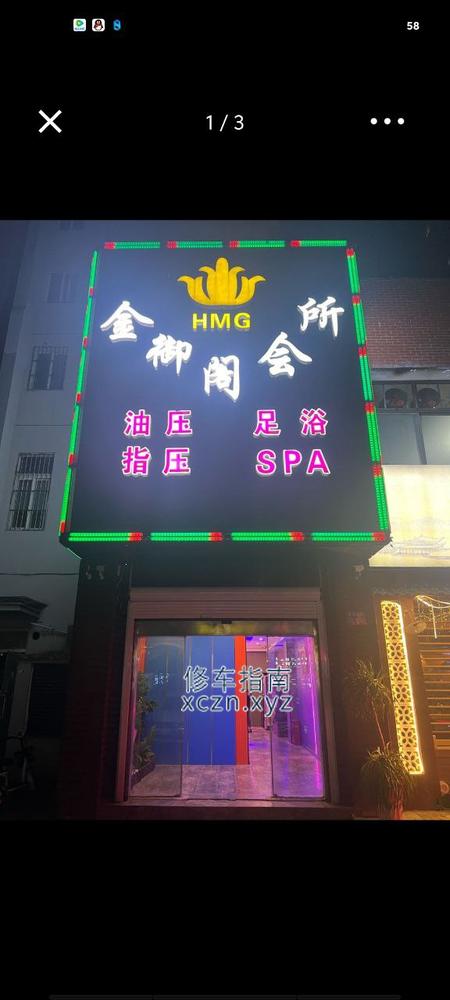 58
1 / 3
HMG
金御阁会所
油压 足浴
指压 SPA
修车指南
xczn.xyz